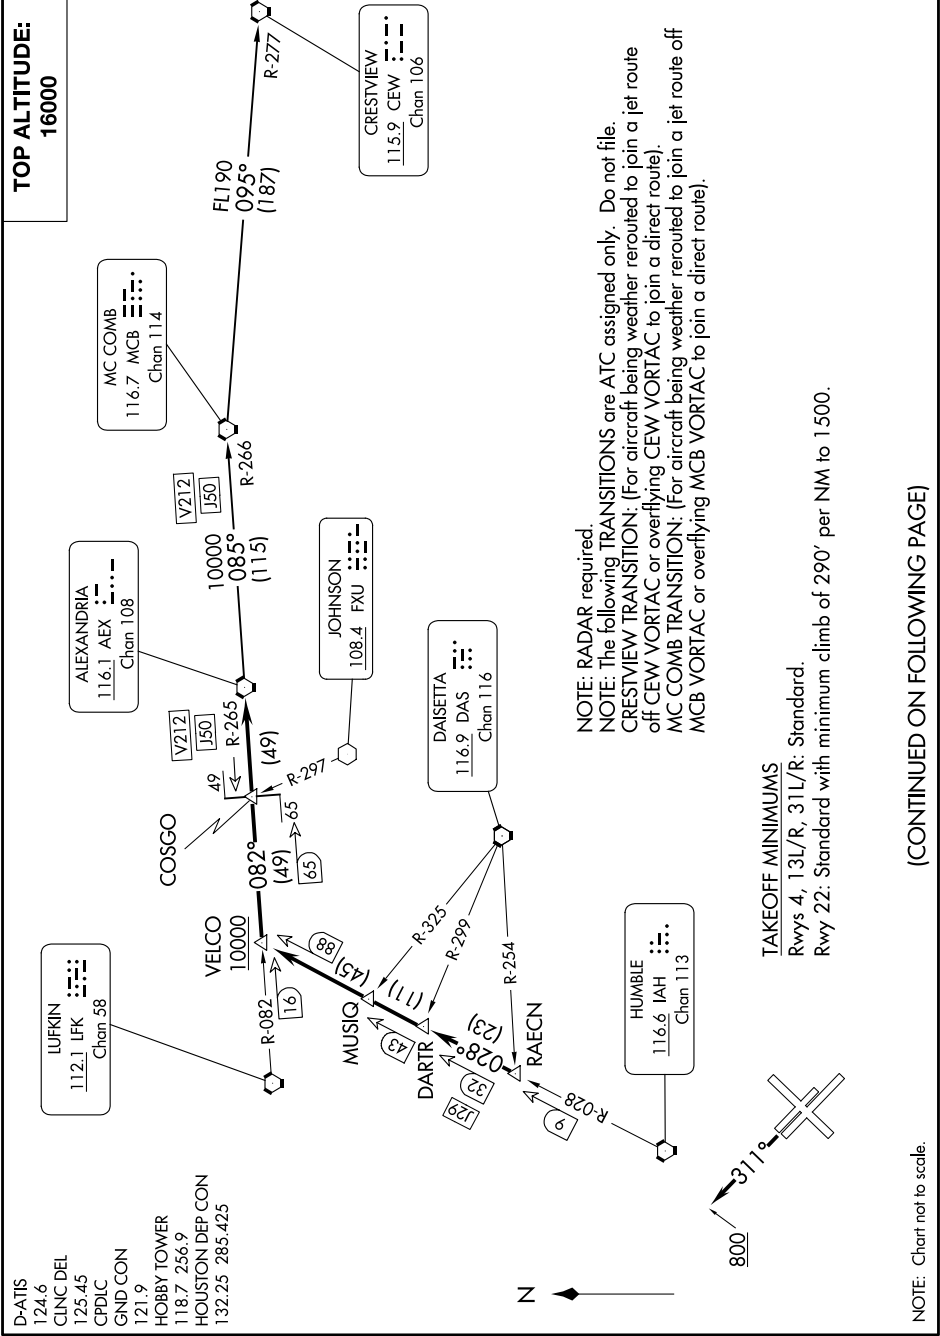 TOP ALTITUDE:
16000
D-ATIS
124.6
CLNC DEL
125.45
CPDLC
GND CON
121.9
HOBBY TOWER
118.7 256.9
HOUSTON DEP CON
132.25 285.425
LUFKIN
112.1 LFK
Chan 58
ALEXANDRIA
116.1 AEX
Chan 108
MC COMB
116.7 MCB
Chan 114
CRESTVIEW
115.9 CEW
Chan 106
JOHNSON
108.4 FXU
DAISETTA
116.9 DAS
Chan 116
HUMBLE
116.6 IAH
Chan 113
FL190
095°
(187)
R-277
V212
J50
10000
085°
(115)
R-266
V212
J50
R-265
(49)
49
COSGO
65
65
R-297
082°
(49)
VELCO
10000
R-082
16
88
(45)
MUSIQ
(11)
43
DARTR
028°
(23)
32
J29
RAECN
9
R-028
R-325
R-299
R-254
N
800
311°
NOTE: RADAR required.
NOTE: The following TRANSITIONS are ATC assigned only. Do not file.
CRESTVIEW TRANSITION: (For aircraft being weather rerouted to join a jet route
off CEW VORTAC or overflying CEW VORTAC to join a direct route).
MC COMB TRANSITION: (For aircraft being weather rerouted to join a jet route off
MCB VORTAC or overflying MCB VORTAC to join a direct route).
TAKEOFF MINIMUMS
Rwys 4, 13L/R, 31L/R: Standard.
Rwy 22: Standard with minimum climb of 290' per NM to 1500.
(CONTINUED ON FOLLOWING PAGE)
NOTE: Chart not to scale.